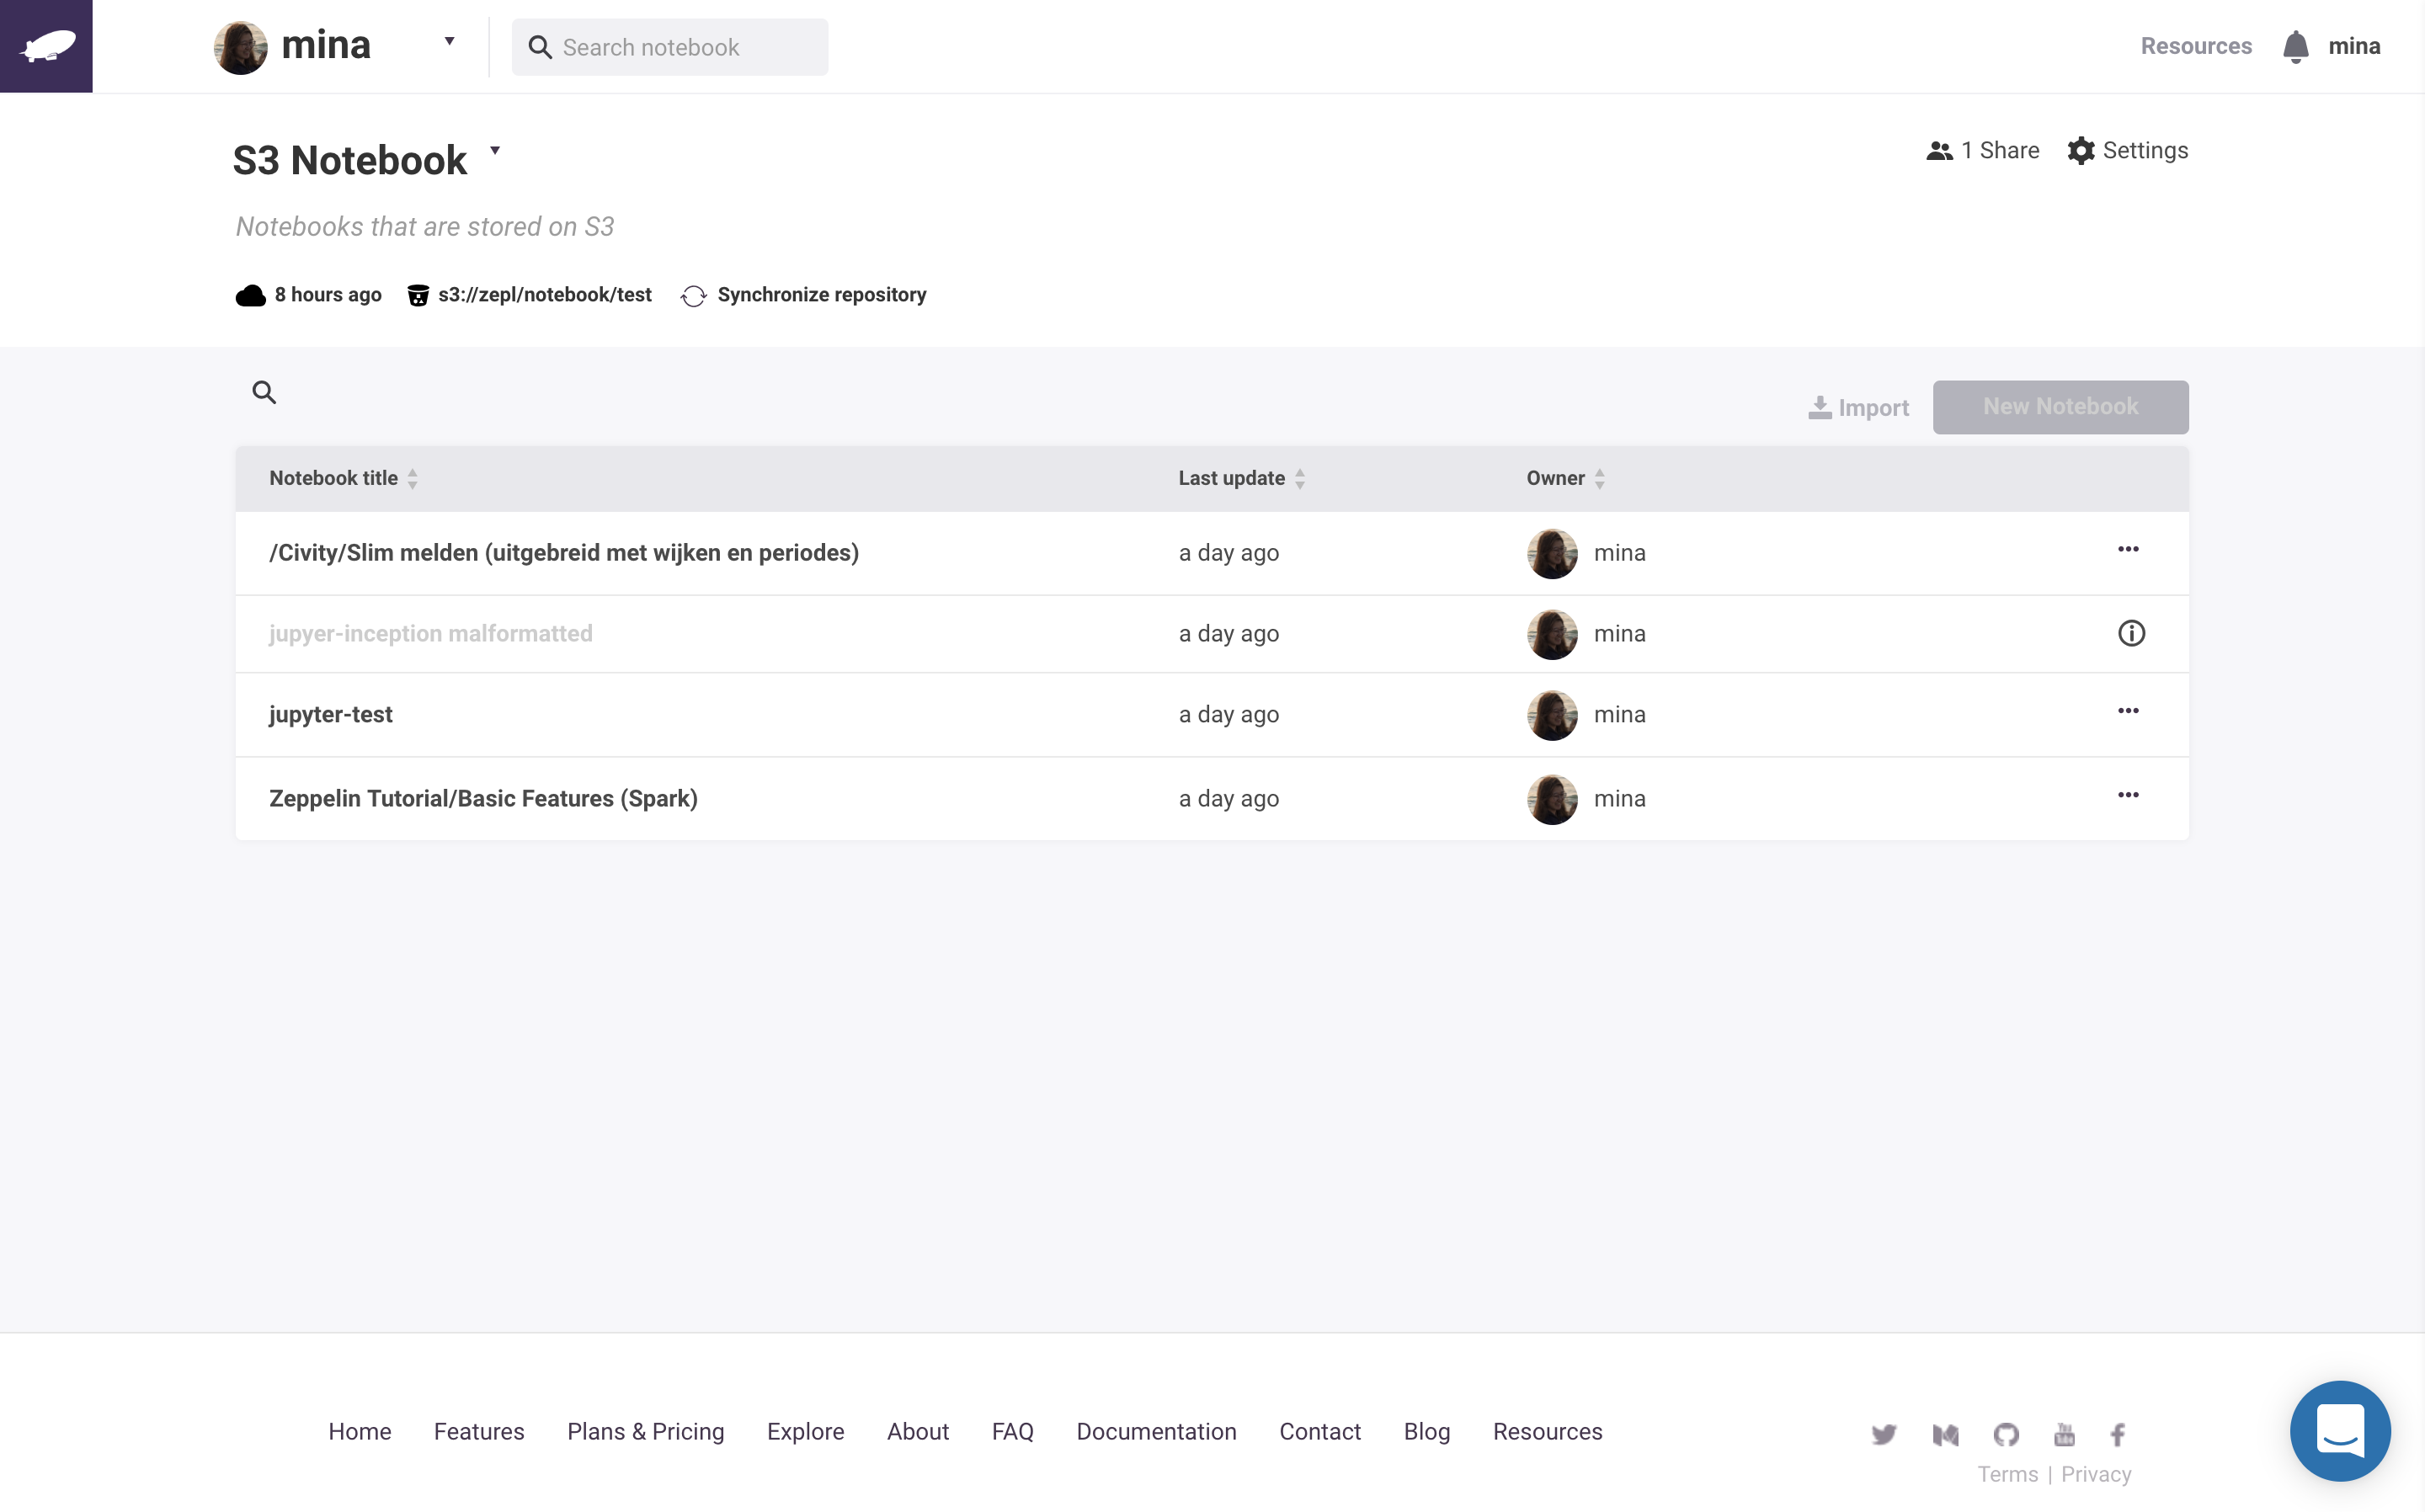 mina
Search notebook
Resources
mina
S3 Notebook
1 Share
Settings
Notebooks that are stored on S3
8 hours ago
s3://zepl/notebook/test
Synchronize repository
Import
New Notebook
Notebook title
Last update
Owner
/Civity/Slim melden (uitgebreid met wijken en periodes)
a day ago
mina
jupyer-inception malformatted
a day ago
mina
jupyter-test
a day ago
mina
Zeppelin Tutorial/Basic Features (Spark)
a day ago
mina
Home
Features
Plans & Pricing
Explore
About
FAQ
Documentation
Contact
Blog
Resources
You
Tube
Terms | Privacy